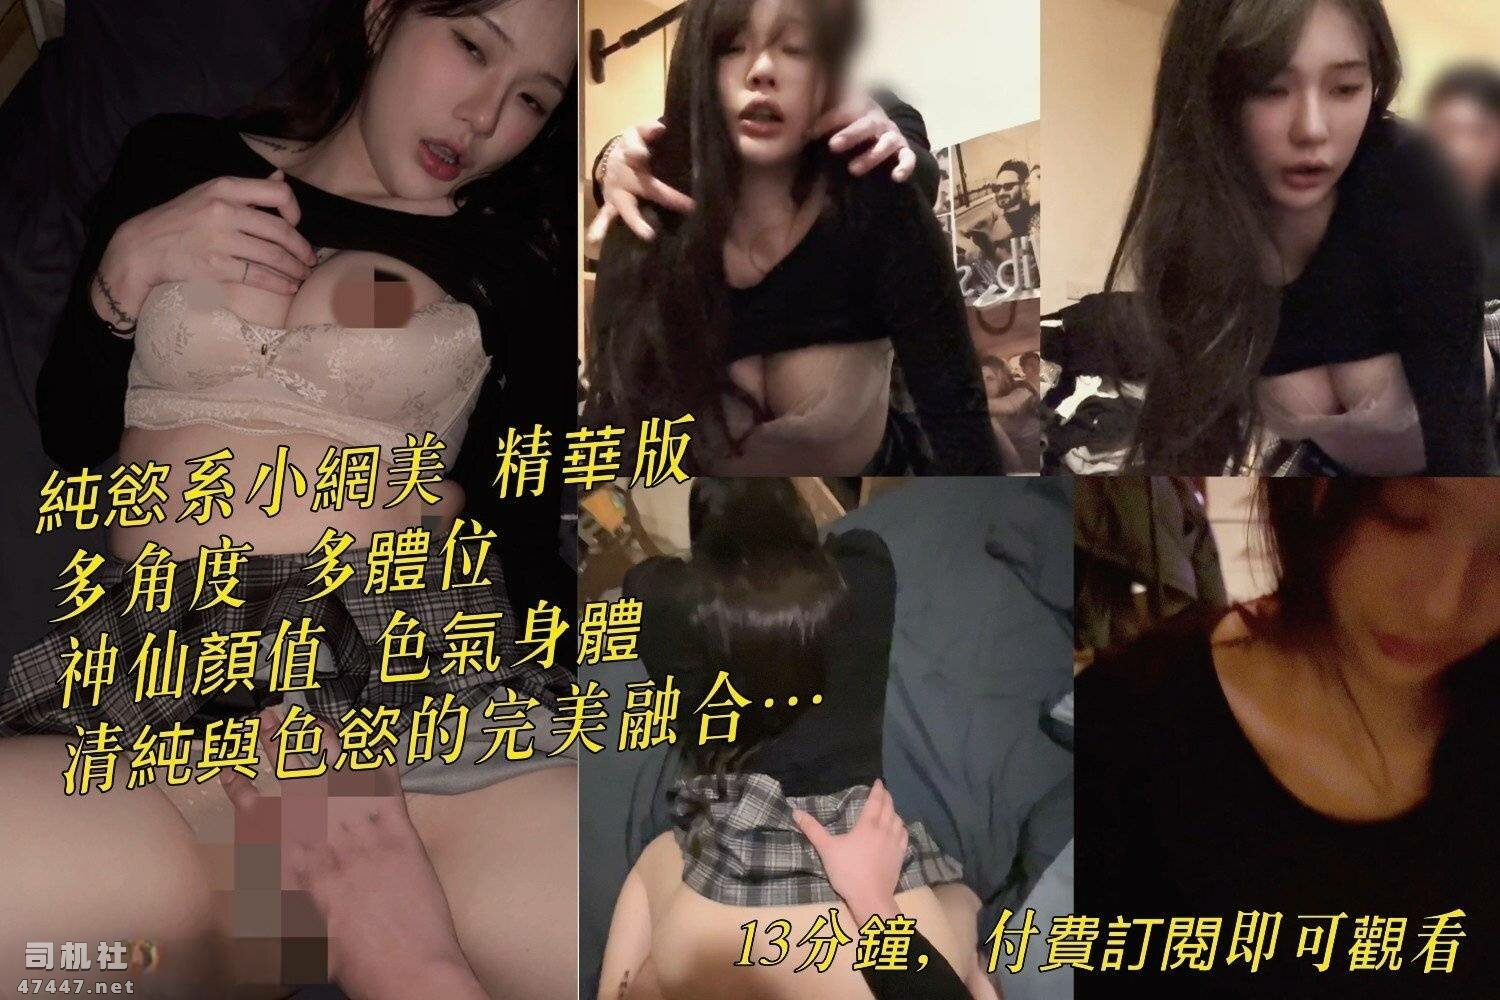 純慾系小網美 精華版
多角度 多體位
神仙顏值 色氣身體
清純與色慾的完美融合…
13分鐘, 付費訂閱即可觀看
司机社
47447.net